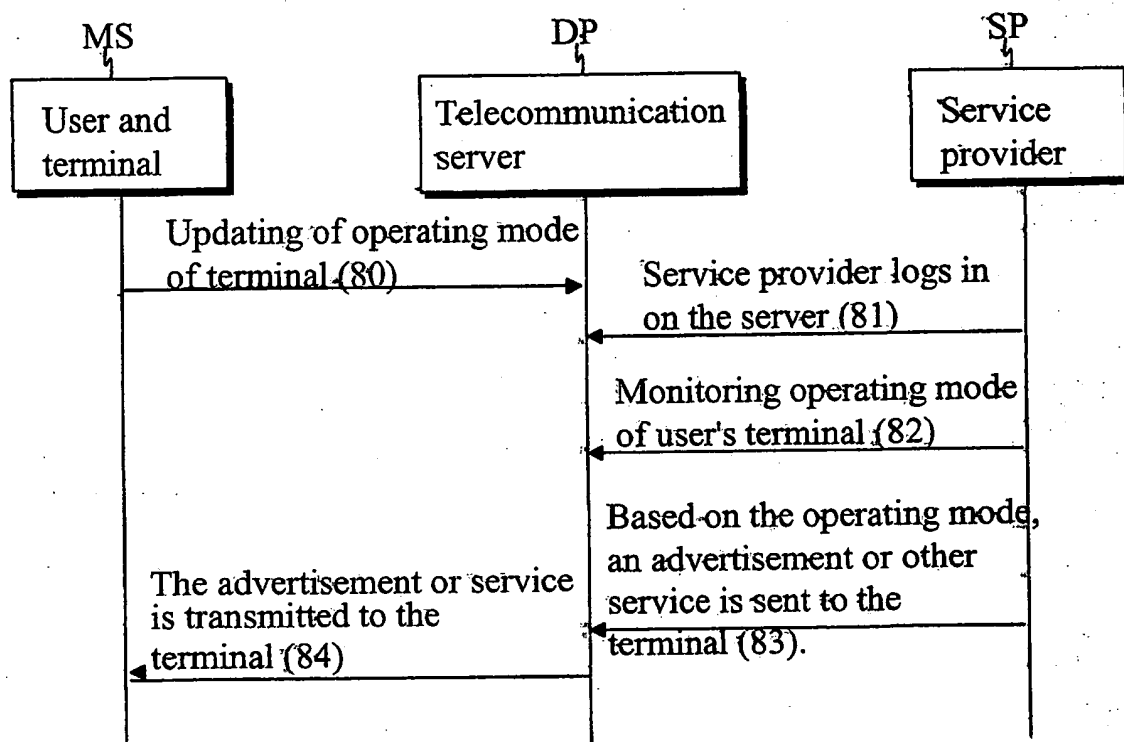 MS
DP
SP
User and
terminal
Telecommunication
server
Service
provider
Updating of operating mode
of terminal (80)
Service provider logs in
on the server (81)
Monitoring operating mode
of user's terminal (82)
Based on the operating mode,
an advertisement or other
service is sent to the
terminal (83).
The advertisement or service
is transmitted to the
terminal (84)